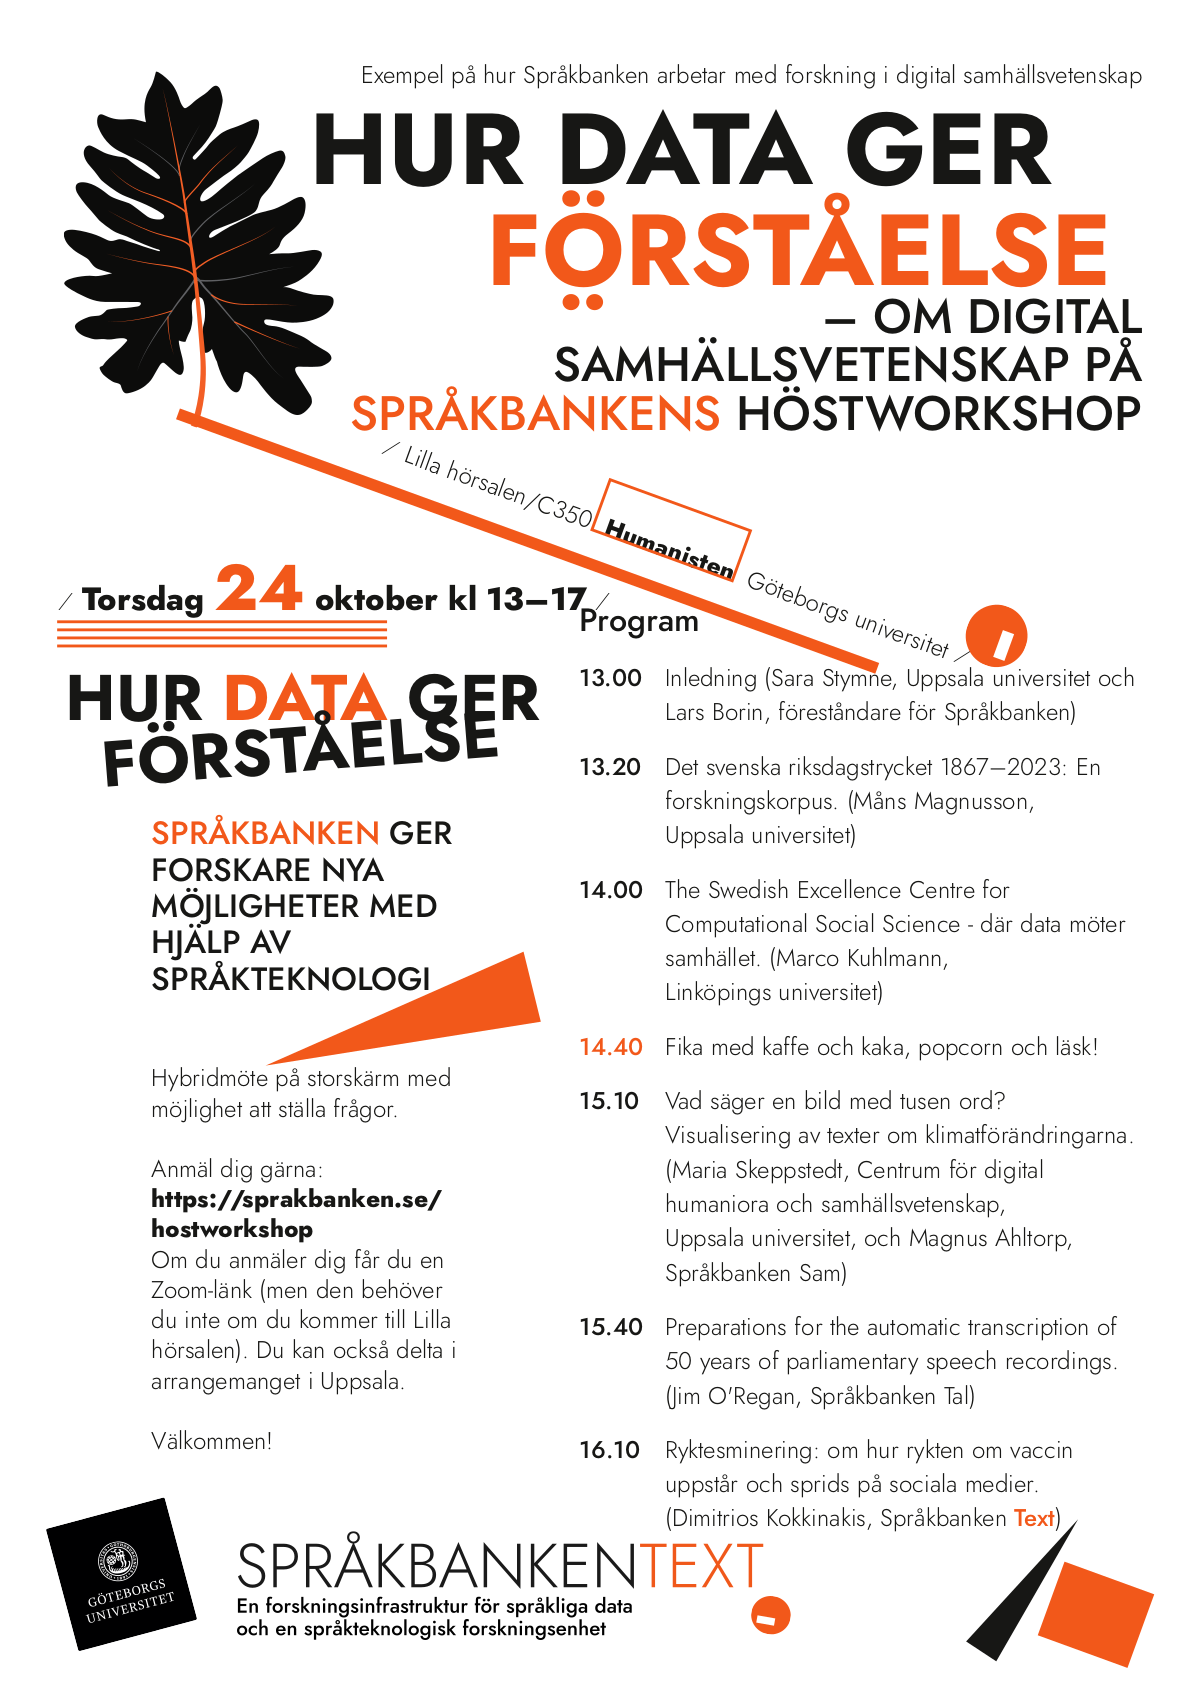 Exempel på hur Språkbanken arbetar med forskning i digital samhällsvetenskap
HUR DATA GER
FÖRSTÅELSE
– OM DIGITAL
SAMHÄLLSVETENSKAP PÅ
SPRÅKBANKENS HÖSTWORKSHOP
/ Lilla hörsalen/C350 Humanisten Göteborgs universitet /
/ Torsdag 24 oktober kl 13–17 /
HUR DATA GER
FÖRSTÅELSE
SPRÅKBANKEN GER
FORSKARE NYA
MÖJLIGHETER MED
HJÄLP AV
SPRÅKTEKNOLOGI
Hybridmöte på storskärm med
möjlighet att ställa frågor.
Anmäl dig gärna:
https://sprakbanken.se/
hostworkshop
Om du anmäler dig får du en
Zoom-länk (men den behöver
du inte om du kommer till Lilla
hörsalen). Du kan också delta i
arrangemanget i Uppsala.
Välkommen!
Program
13.00 Inledning (Sara Stymne, Uppsala universitet och
Lars Borin, föreståndare för Språkbanken)
13.20 Det svenska riksdagstrycket 1867–2023: En
forskningskorpus. (Måns Magnusson,
Uppsala universitet)
14.00 The Swedish Excellence Centre for
Computational Social Science - där data möter
samhället. (Marco Kuhlmann,
Linköpings universitet)
14.40 Fika med kaffe och kaka, popcorn och läsk!
15.10 Vad säger en bild med tusen ord?
Visualisering av texter om klimatförändringarna.
(Maria Skeppstedt, Centrum för digital
humaniora och samhällsvetenskap,
Uppsala universitet, och Magnus Ahltorp,
Språkbanken Sam)
15.40 Preparations for the automatic transcription of
50 years of parliamentary speech recordings.
(Jim O'Regan, Språkbanken Tal)
16.10 Ryktesminering: om hur rykten om vaccin
uppstår och sprids på sociala medier.
(Dimitrios Kokkinakis, Språkbanken Text)
GÖTEBORGS
UNIVERSITET
SPRÅKBANKENTEXT
En forskningsinfrastruktur för språkliga data
och en språkteknologisk forskningsenhet